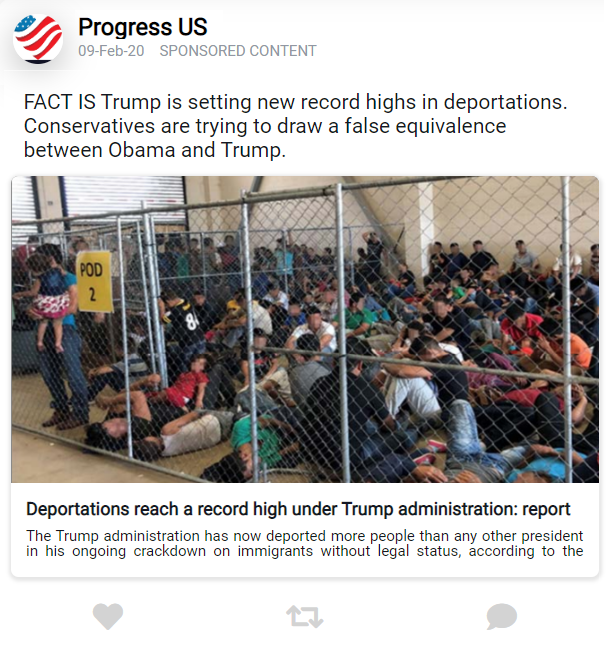 Progress US
09-Feb-20 SPONSORED CONTENT
FACT IS Trump is setting new record highs in deportations.
Conservatives are trying to draw a false equivalence
between Obama and Trump.
POD
2
8
Deportations reach a record high under Trump administration: report
The Trump administration has now deported more people than any other president
in his ongoing crackdown on immigrants without legal status, according to the